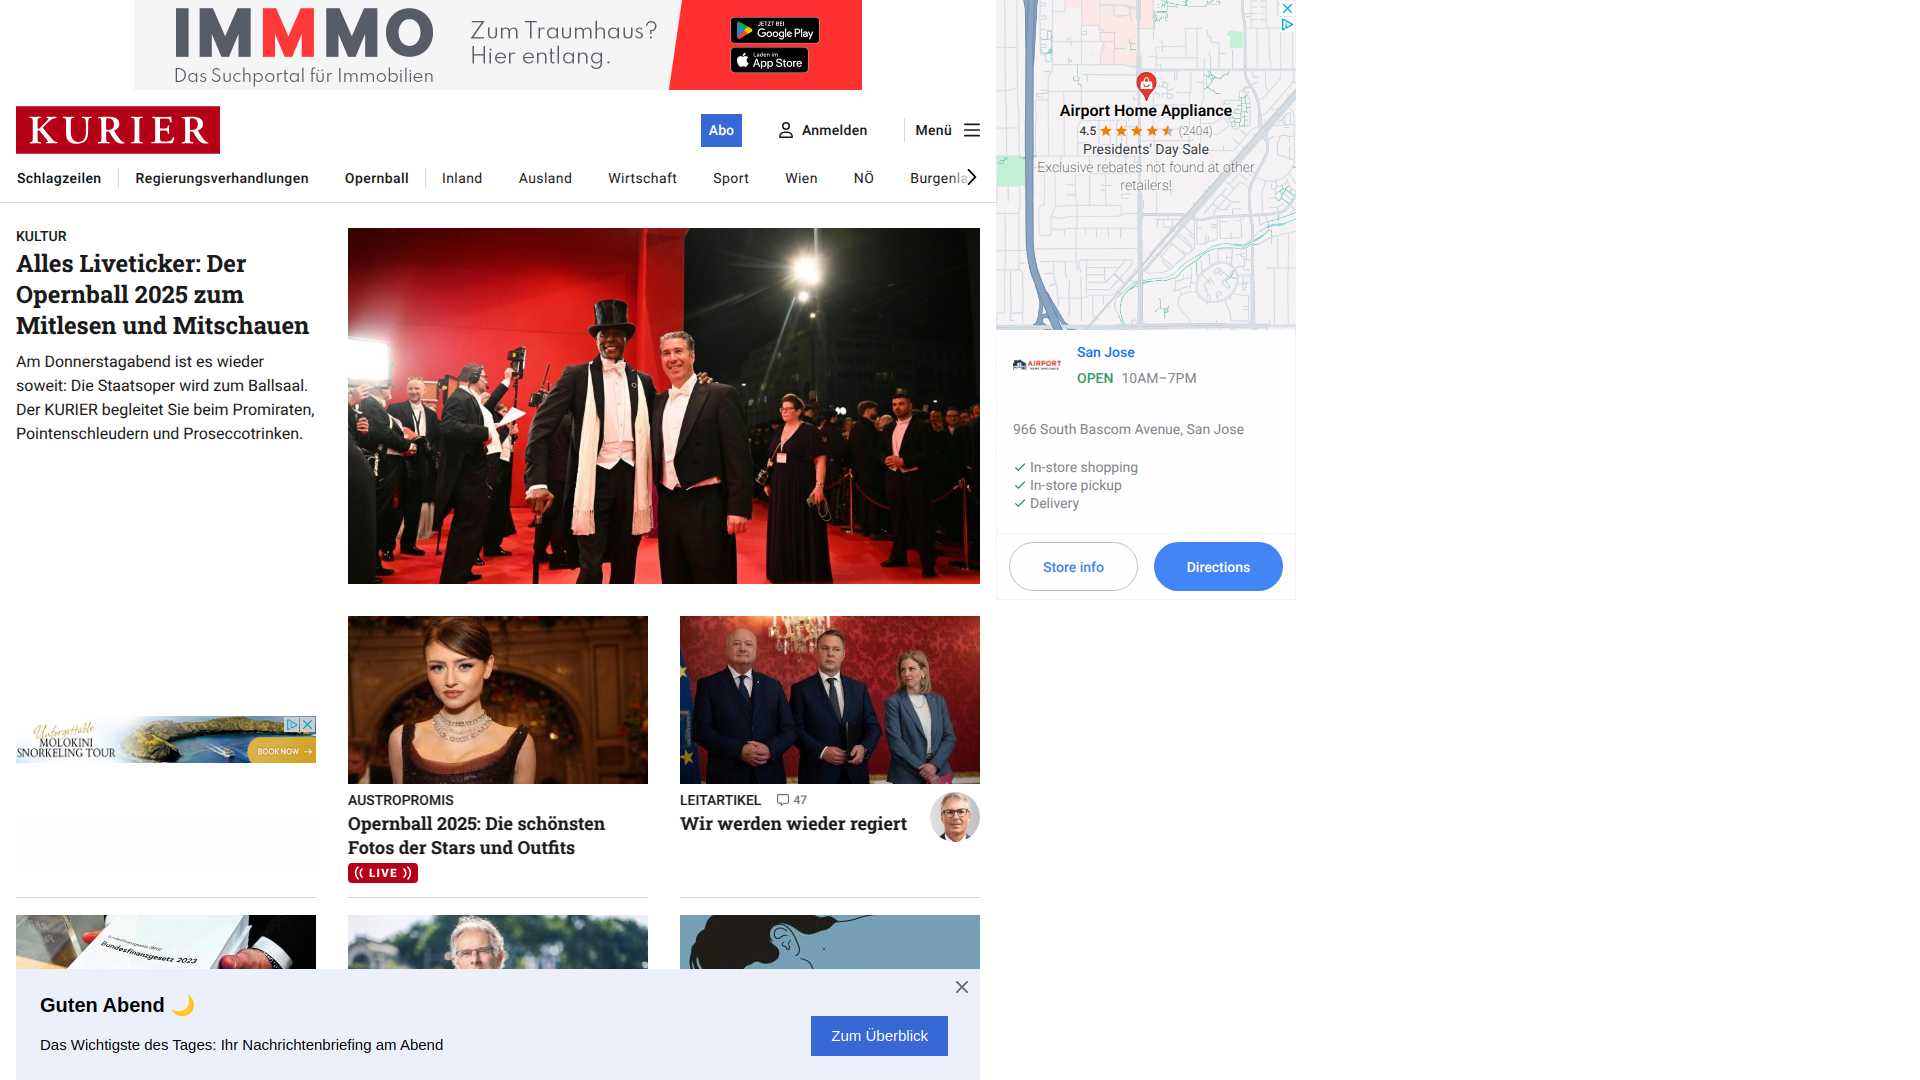 IMMMO
Das Suchportal für Immobilien
Zum Traumhaus?
Hier entlang.
JETZT BEI
Google Play
Laden im
App Store
KURIER
Abo
Anmelden
Menü
Schlagzeilen
Regierungsverhandlungen
Opernball
Inland
Ausland
Wirtschaft
Sport
Wien
NÖ
Burgenla
KULTUR
Alles Liveticker: Der
Opernball 2025 zum
Mitlesen und Mitschauen
Am Donnerstagabend ist es wieder
soweit: Die Staatsoper wird zum Ballsaal.
Der KURIER begleitet Sie beim Promiraten,
Pointenschleudern und Proseccotrinken.
Unforgettable
MOLOKINI
SNORKELING TOUR
BOOK NOW →
AUSTROPROMIS
Opernball 2025: Die schönsten
Fotos der Stars und Outfits
LIVE
LEITARTIKEL 47
Wir werden wieder regiert
Bundesfinanzgesetz 2023
Guten Abend 🌙
Das Wichtigste des Tages: Ihr Nachrichtenbriefing am Abend
Zum Überblick
Airport Home Appliance
4.5 (2404)
Presidents' Day Sale
Exclusive rebates not found at other
retailers!
AIRPORT
San Jose
OPEN 10AM–7PM
966 South Bascom Avenue, San Jose
In-store shopping
In-store pickup
Delivery
Store info
Directions